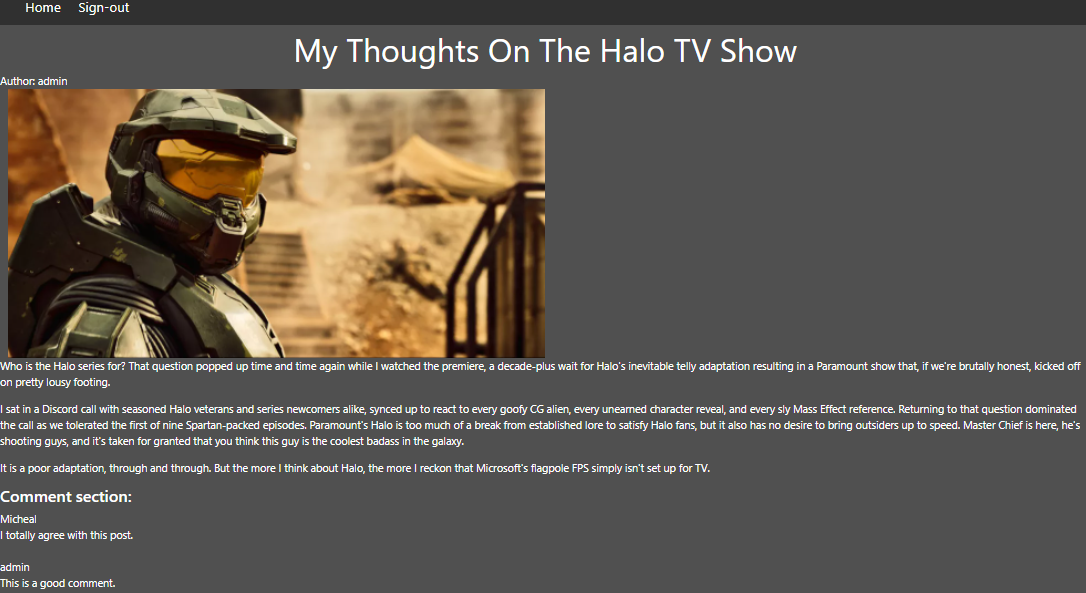 Home Sign-out
My Thoughts On The Halo TV Show
Author: admin
Who is the Halo series for? That question popped up time and time again while I watched the premiere, a decade-plus wait for Halo's inevitable telly adaptation resulting in a Paramount show that, if we're brutally honest, kicked off
on pretty lousy footing.
I sat in a Discord call with seasoned Halo veterans and series newcomers alike, synced up to react to every goofy CG alien, every unearned character reveal, and every sly Mass Effect reference. Returning to that question dominated
the call as we tolerated the first of nine Spartan-packed episodes. Paramount's Halo is too much of a break from established lore to satisfy Halo fans, but it also has no desire to bring outsiders up to speed. Master Chief is here, he's
shooting guys, and it's taken for granted that you think this guy is the coolest badass in the galaxy.
It is a poor adaptation, through and through. But the more I think about Halo, the more I reckon that Microsoft's flagpole FPS simply isn't set up for TV.
Comment section:
Micheal
I totally agree with this post.
admin
This is a good comment.